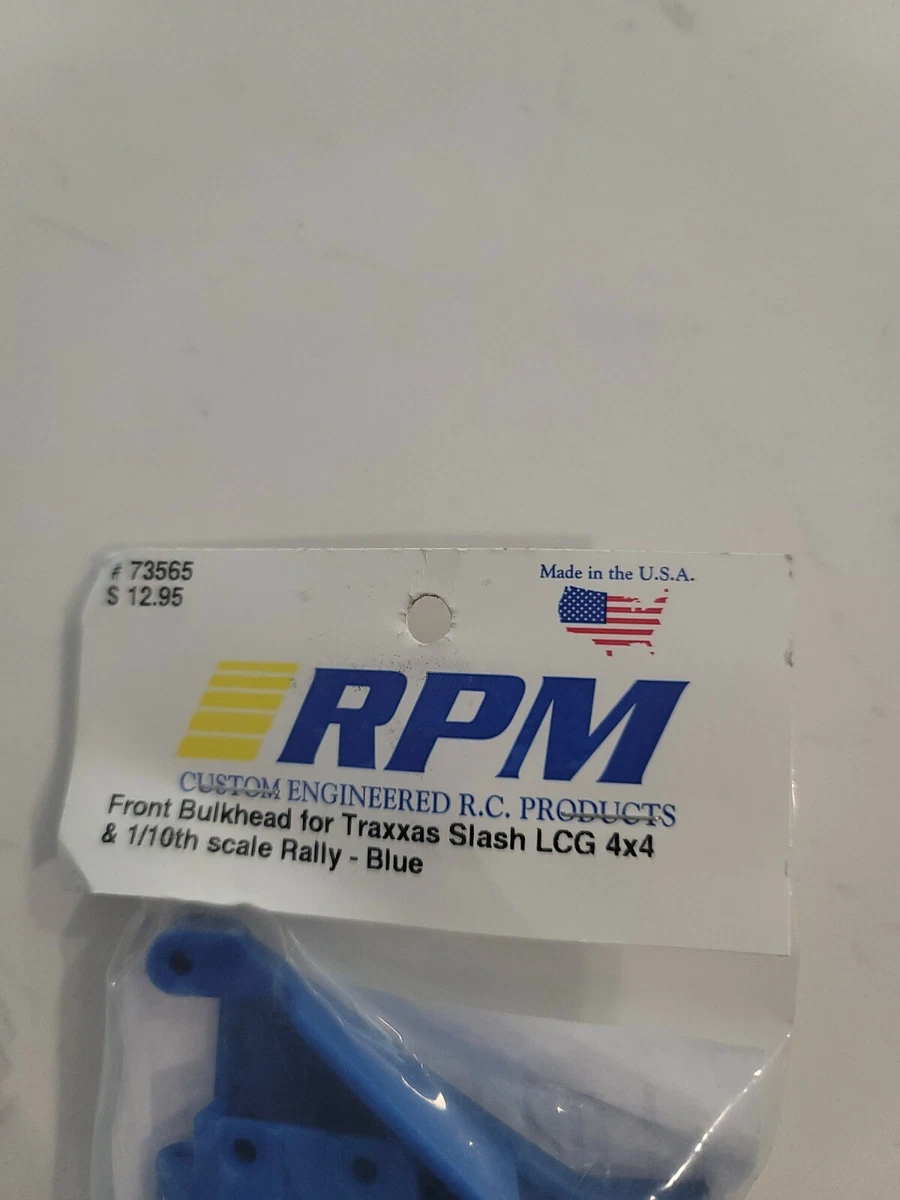 # 73565
$ 12.95
Made in the U.S.A.
RPM
CUSTOM ENGINEERED R.C. PRODUCTS
Front Bulkhead for Traxxas Slash LCG 4x4
& 1/10th scale Rally - Blue